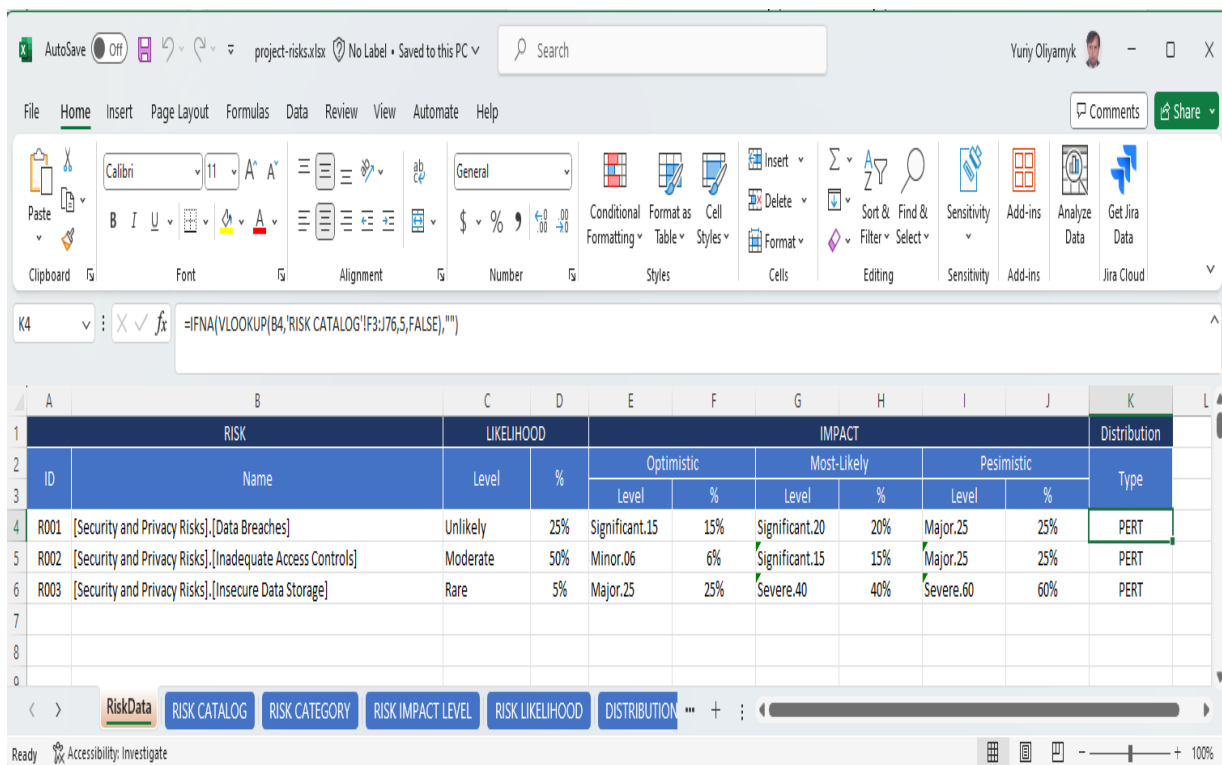 AutoSave Off project-risks.xlsx No Label • Saved to this PC Search Yuriy Oliyarnyk
File Home Insert Page Layout Formulas Data Review View Automate Help Comments Share
Calibri 11 A^ A˅ ab General Insert Σ
Paste B I U A $ % 9 Conditional Format as Cell Delete Sort & Find & Sensitivity Add-ins Analyze Get Jira
Formatting Table Styles Format Filter Select Data Data
Clipboard Font Alignment Number Styles Cells Editing Sensitivity Add-ins Jira Cloud
K4 fx =IFNA(VLOOKUP(B4,'RISK CATALOG'!F3:J76,5,FALSE),"")
A B C D E F G H I J K L
1 RISK LIKELIHOOD IMPACT Distribution
2 ID Name Level % Optimistic Most-Likely Pesimistic Type
3 Level % Level % Level %
4 R001 [Security and Privacy Risks].[Data Breaches] Unlikely 25% Significant.15 15% Significant.20 20% Major.25 25% PERT
5 R002 [Security and Privacy Risks].[Inadequate Access Controls] Moderate 50% Minor.06 6% Significant.15 15% Major.25 25% PERT
6 R003 [Security and Privacy Risks].[Insecure Data Storage] Rare 5% Major.25 25% Severe.40 40% Severe.60 60% PERT
7
8
9
RiskData RISK CATALOG RISK CATEGORY RISK IMPACT LEVEL RISK LIKELIHOOD DISTRIBUTION ...
Ready Accessibility: Investigate 100%